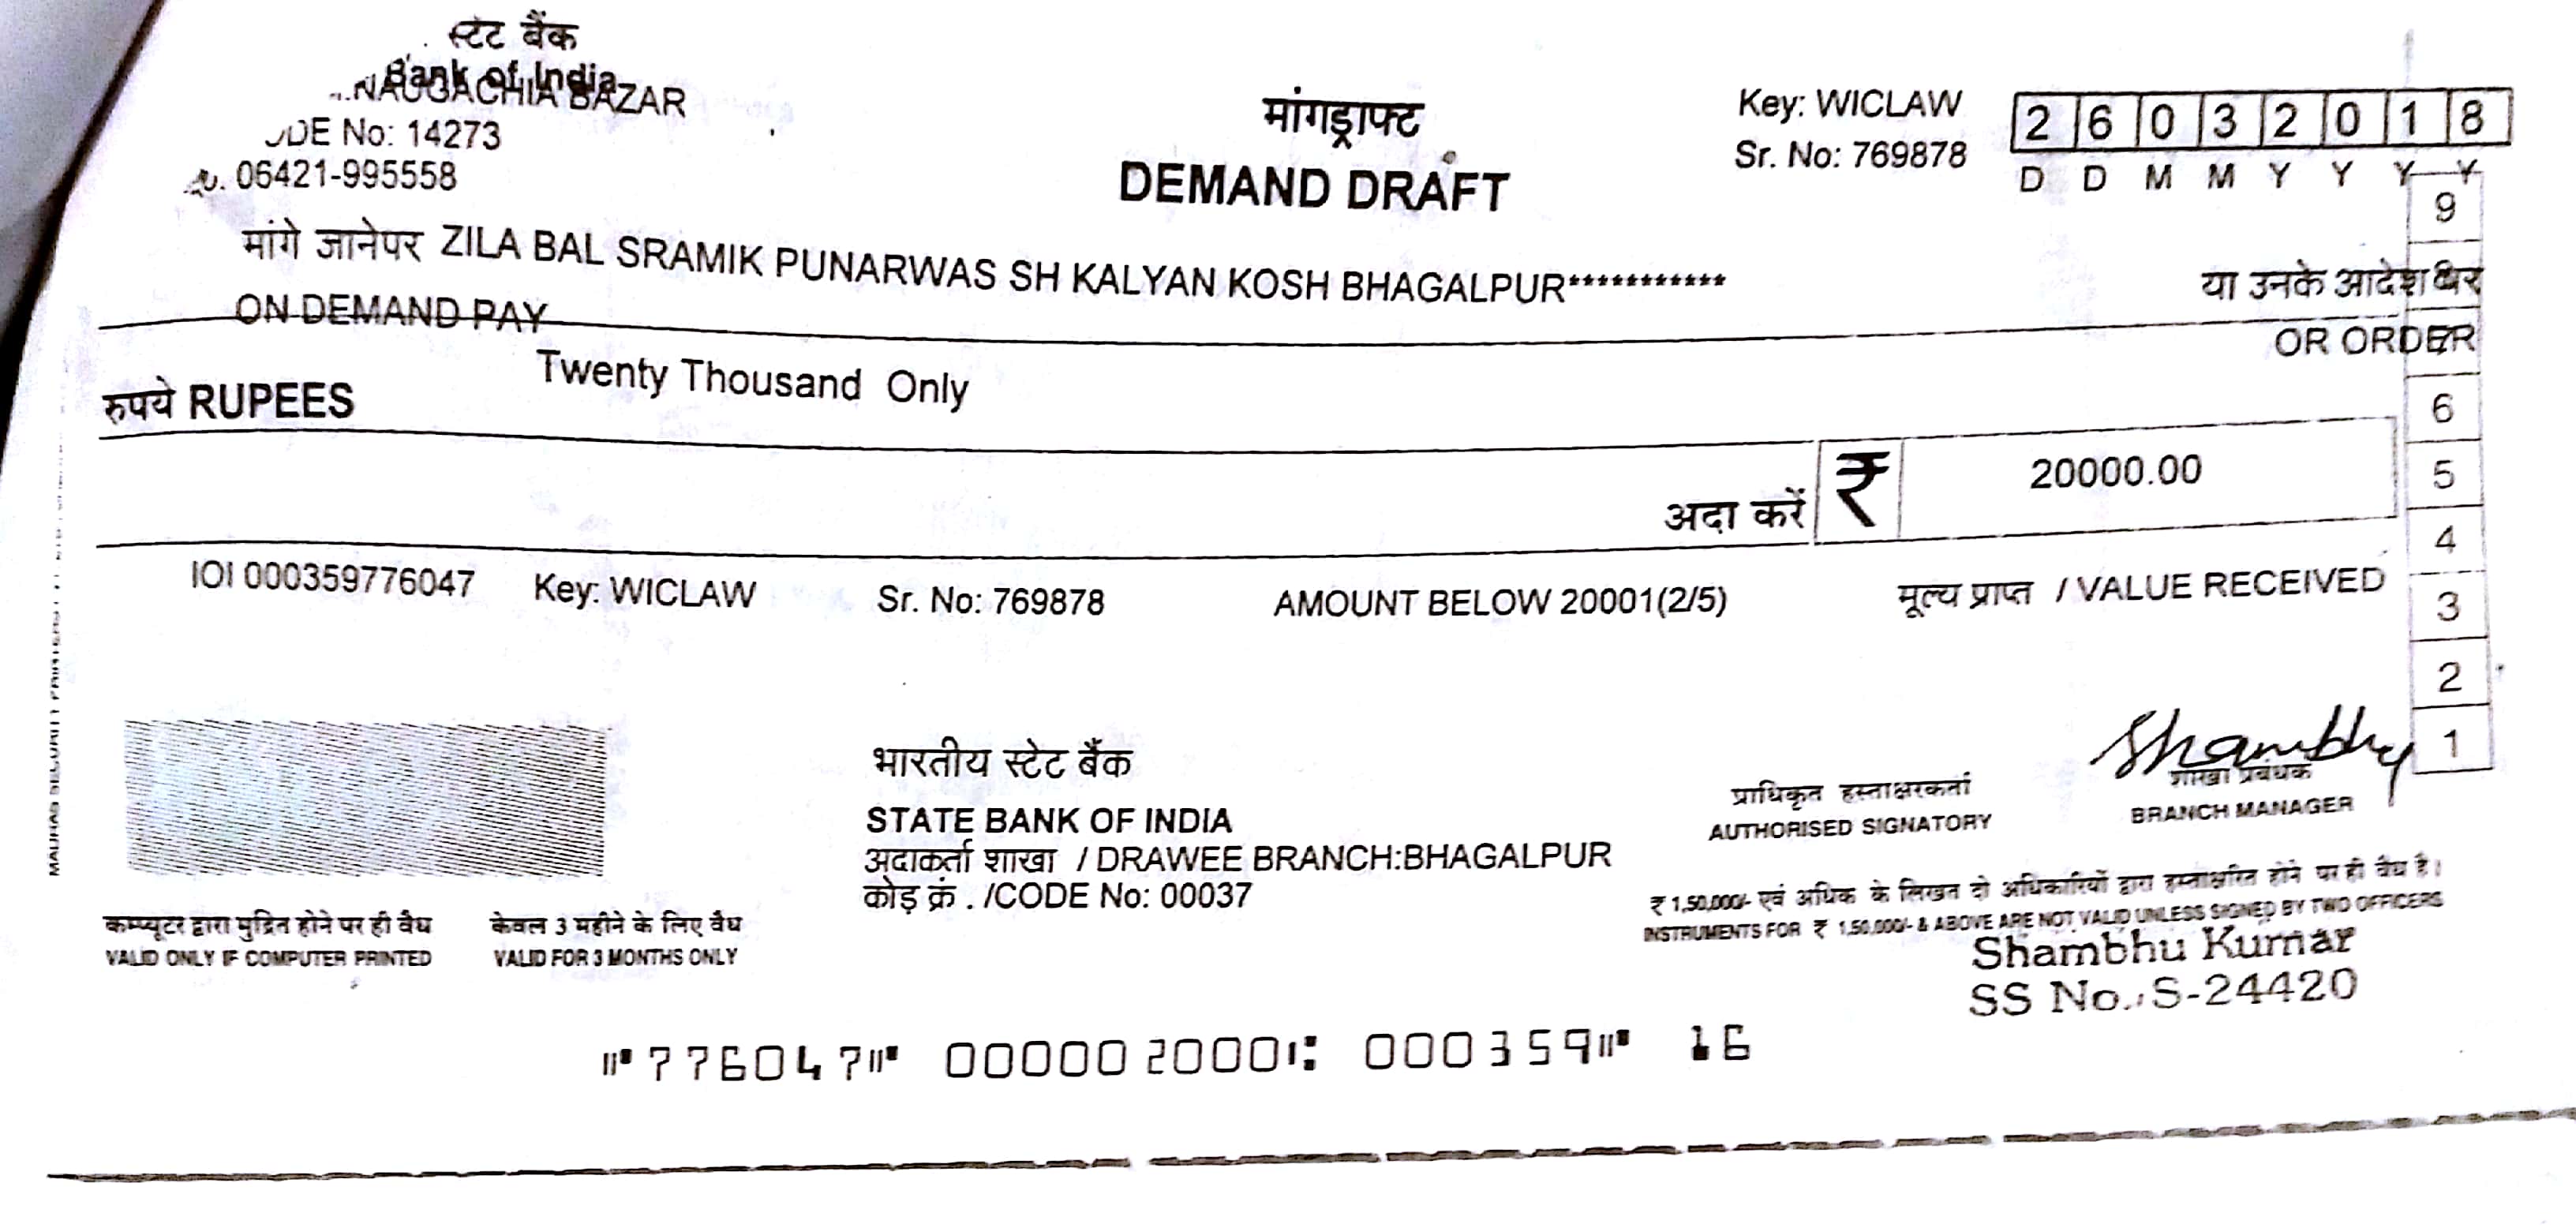 स्टेट बैंक
Bank of India
NAUGACHIA BAZAR
No: 14273
06421-995558
मांगड्राफ्ट
DEMAND DRAFT
Key: WICLAW
Sr. No: 769878
2 6 0 3 2 0 1 8
D D M M Y Y Y Y
मांगे जानेपर ZILA BAL SRAMIK PUNARWAS SH KALYAN KOSH BHAGALPUR***********
या उनके आदेश पर
ON DEMAND PAY
OR ORDER
रुपये RUPEES Twenty Thousand Only
अदा करें ₹ 20000.00
IOI 000359776047 Key: WICLAW Sr. No: 769878 AMOUNT BELOW 20001(2/5) मूल्य प्राप्त / VALUE RECEIVED
9
8
7
6
5
4
3
2
1
भारतीय स्टेट बैंक
STATE BANK OF INDIA
अदाकर्ता शाखा / DRAWEE BRANCH:BHAGALPUR
कोड़ क्रं . /CODE No: 00037
Shambhu
प्राधिकृत हस्ताक्षरकर्ता
AUTHORISED SIGNATORY
शाखा प्रबंधक
BRANCH MANAGER
कम्प्यूटर द्वारा मुद्रित होने पर ही वैध
VALID ONLY IF COMPUTER PRINTED
केवल 3 महीने के लिए वैध
VALID FOR 3 MONTHS ONLY
₹ 1,50,000/- एवं अधिक के लिखत दो अधिकारियों द्वारा हस्ताक्षरित होने पर ही वैध है।
INSTRUMENTS FOR ₹ 1,50,000/- & ABOVE ARE NOT VALID UNLESS SIGNED BY TWO OFFICERS
Shambhu Kumar
SS No.:S-24420
⑈776047⑈ 000002000⑆ 000359⑈ 16